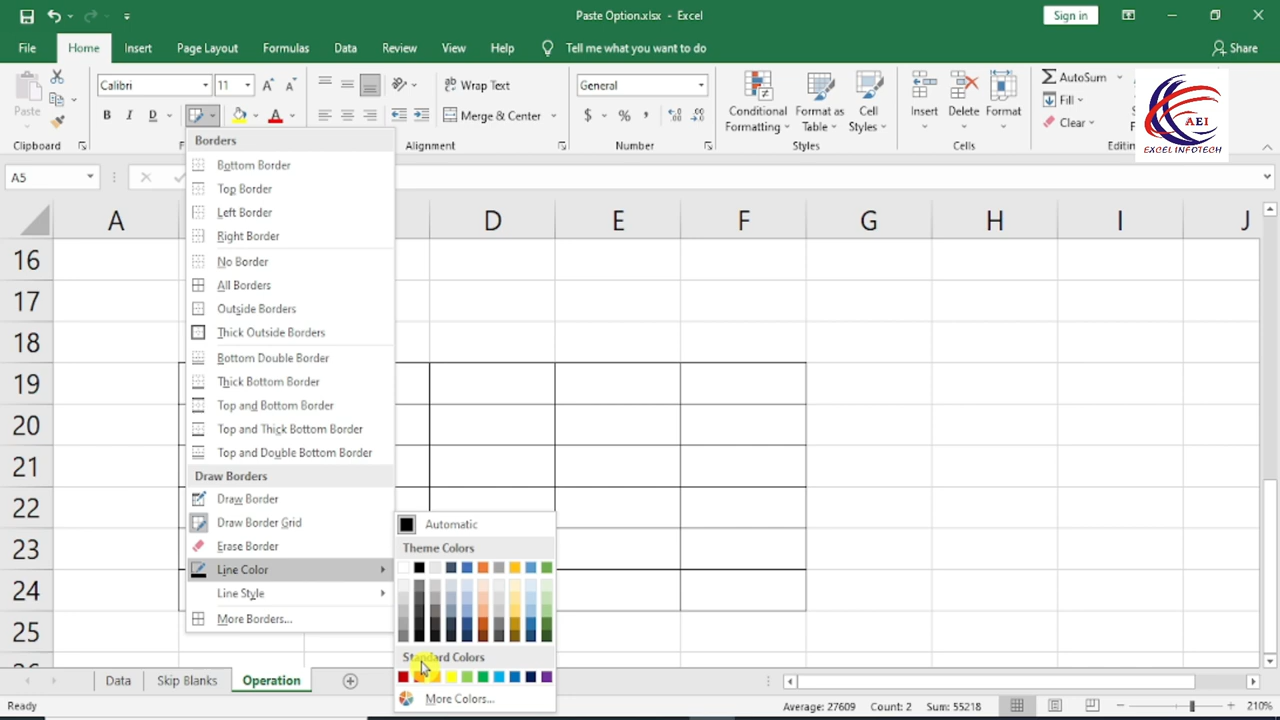 Paste Option.xlsx - Excel
Sign in
File Home Insert Page Layout Formulas Data Review View Help Tell me what you want to do Share
Paste
Clipboard
Calibri 11
B I D
A A
Wrap Text
Merge & Center
Alignment
General
$ % ,
Number
Conditional Formatting
Format as Table
Cell Styles
Styles
Insert
Delete
Format
Cells
AutoSum
Fill
Clear
Editin
AEI
EXCEL INFOTECH
A5
A D E F G H I J
Borders
Bottom Border
Top Border
Left Border
Right Border
No Border
All Borders
Outside Borders
Thick Outside Borders
Bottom Double Border
Thick Bottom Border
Top and Bottom Border
Top and Thick Bottom Border
Top and Double Bottom Border
Draw Borders
Draw Border
Draw Border Grid
Erase Border
Line Color
Line Style
More Borders...
Automatic
Theme Colors
Standard Colors
More Colors...
16
17
18
19
20
21
22
23
24
25
Data Skip Blanks Operation
Ready
Average: 27609 Count: 2 Sum: 55218
210%